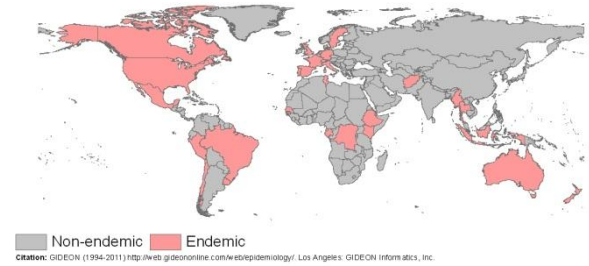 Non-endemic Endemic
Citation: GIDEON (1994-2011) http://web.gideononline.com/web/epidemiology/. Los Angeles: GIDEON Informatics, Inc.